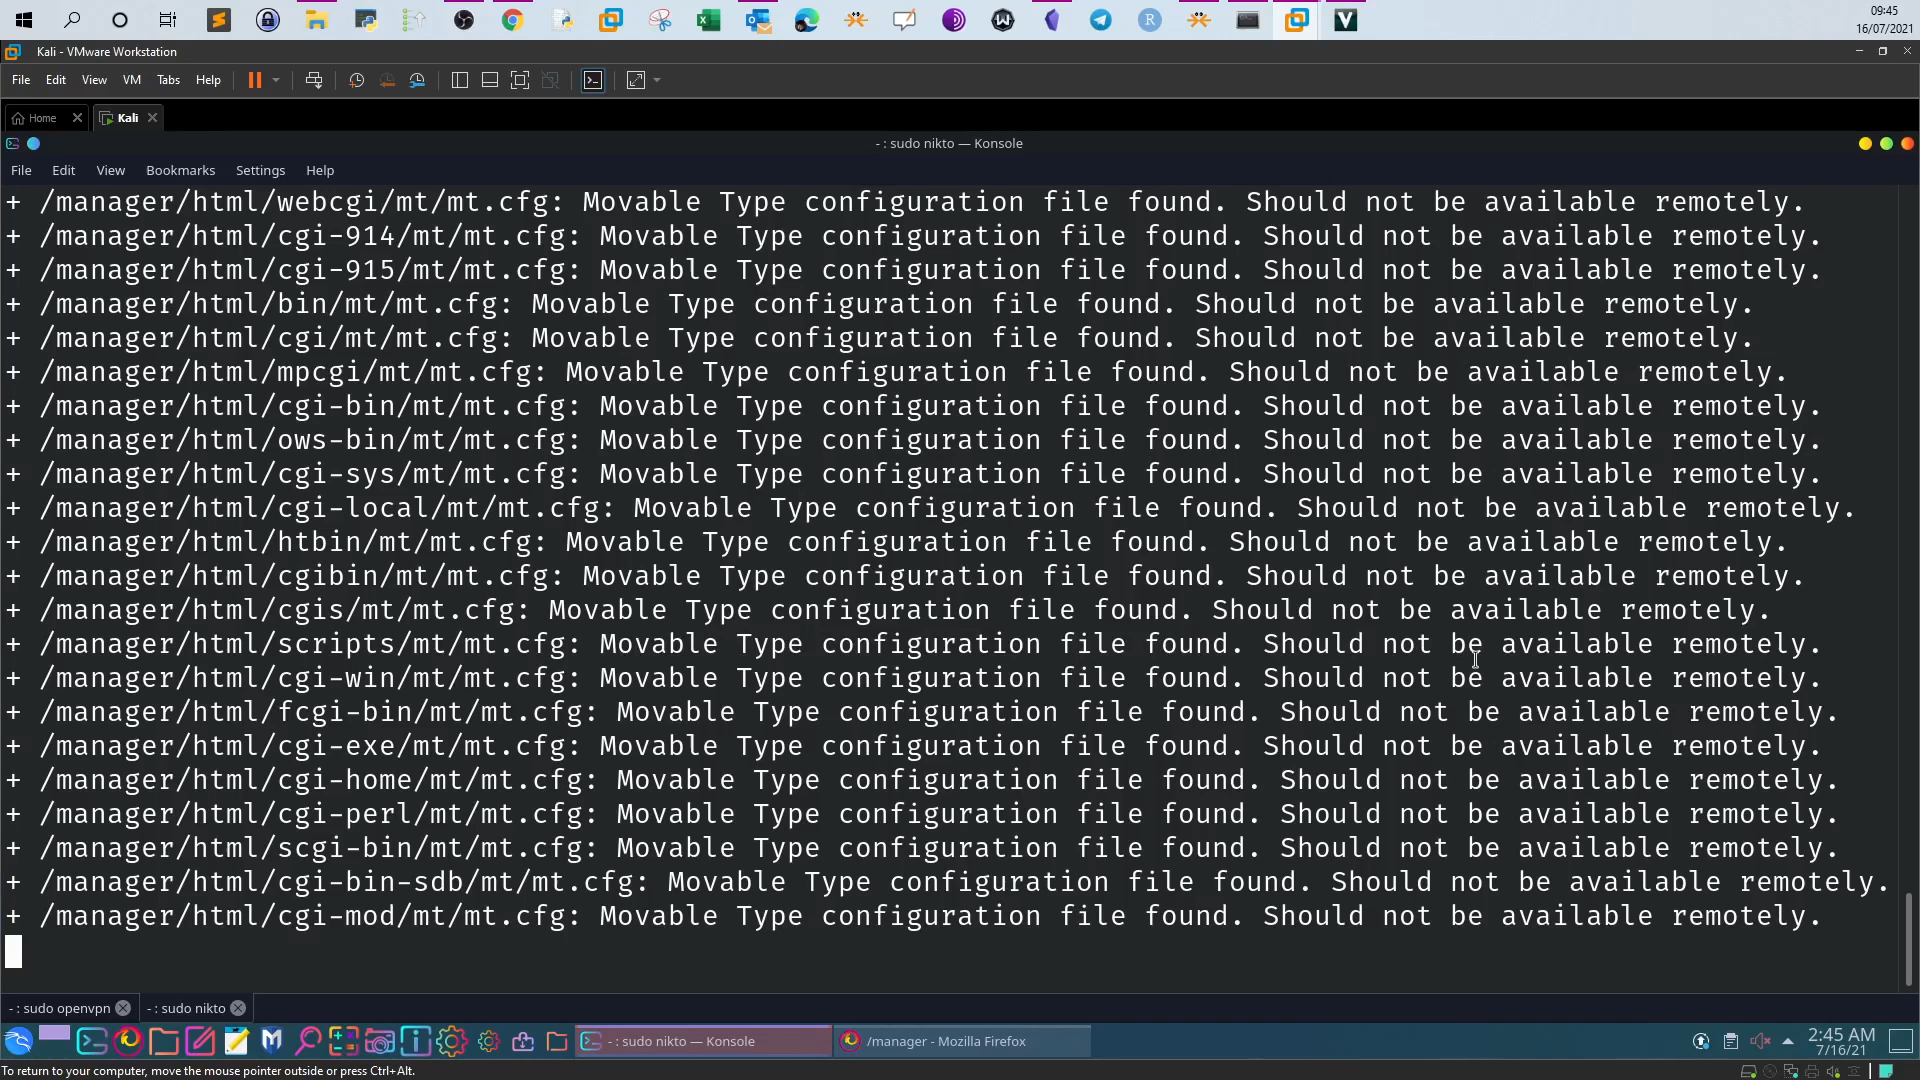 09:45
16/07/2021
Kali - VMware Workstation
File Edit View VM Tabs Help
Home Kali
- : sudo nikto — Konsole
File Edit View Bookmarks Settings Help
+ /manager/html/webcgi/mt/mt.cfg: Movable Type configuration file found. Should not be available remotely.
+ /manager/html/cgi-914/mt/mt.cfg: Movable Type configuration file found. Should not be available remotely.
+ /manager/html/cgi-915/mt/mt.cfg: Movable Type configuration file found. Should not be available remotely.
+ /manager/html/bin/mt/mt.cfg: Movable Type configuration file found. Should not be available remotely.
+ /manager/html/cgi/mt/mt.cfg: Movable Type configuration file found. Should not be available remotely.
+ /manager/html/mpcgi/mt/mt.cfg: Movable Type configuration file found. Should not be available remotely.
+ /manager/html/cgi-bin/mt/mt.cfg: Movable Type configuration file found. Should not be available remotely.
+ /manager/html/ows-bin/mt/mt.cfg: Movable Type configuration file found. Should not be available remotely.
+ /manager/html/cgi-sys/mt/mt.cfg: Movable Type configuration file found. Should not be available remotely.
+ /manager/html/cgi-local/mt/mt.cfg: Movable Type configuration file found. Should not be available remotely.
+ /manager/html/htbin/mt/mt.cfg: Movable Type configuration file found. Should not be available remotely.
+ /manager/html/cgibin/mt/mt.cfg: Movable Type configuration file found. Should not be available remotely.
+ /manager/html/cgis/mt/mt.cfg: Movable Type configuration file found. Should not be available remotely.
+ /manager/html/scripts/mt/mt.cfg: Movable Type configuration file found. Should not be available remotely.
+ /manager/html/cgi-win/mt/mt.cfg: Movable Type configuration file found. Should not be available remotely.
+ /manager/html/fcgi-bin/mt/mt.cfg: Movable Type configuration file found. Should not be available remotely.
+ /manager/html/cgi-exe/mt/mt.cfg: Movable Type configuration file found. Should not be available remotely.
+ /manager/html/cgi-home/mt/mt.cfg: Movable Type configuration file found. Should not be available remotely.
+ /manager/html/cgi-perl/mt/mt.cfg: Movable Type configuration file found. Should not be available remotely.
+ /manager/html/scgi-bin/mt/mt.cfg: Movable Type configuration file found. Should not be available remotely.
+ /manager/html/cgi-bin-sdb/mt/mt.cfg: Movable Type configuration file found. Should not be available remotely.
+ /manager/html/cgi-mod/mt/mt.cfg: Movable Type configuration file found. Should not be available remotely.
- : sudo openvpn - : sudo nikto
- : sudo nikto — Konsole /manager - Mozilla Firefox 2:45 AM
7/16/21
To return to your computer, move the mouse pointer outside or press Ctrl+Alt.